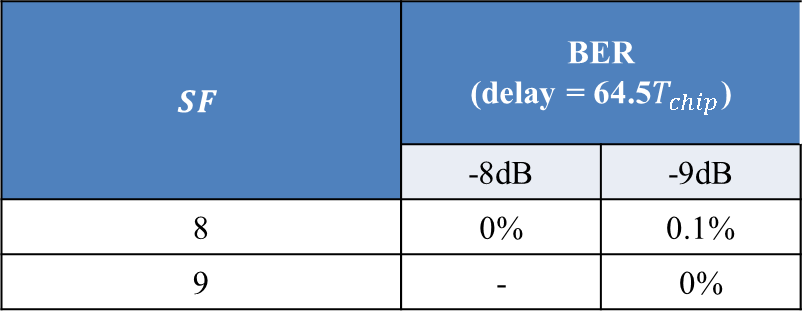 SF
BER
(delay = 64.5T_chip)
-8dB
-9dB
8
0%
0.1%
9
-
0%